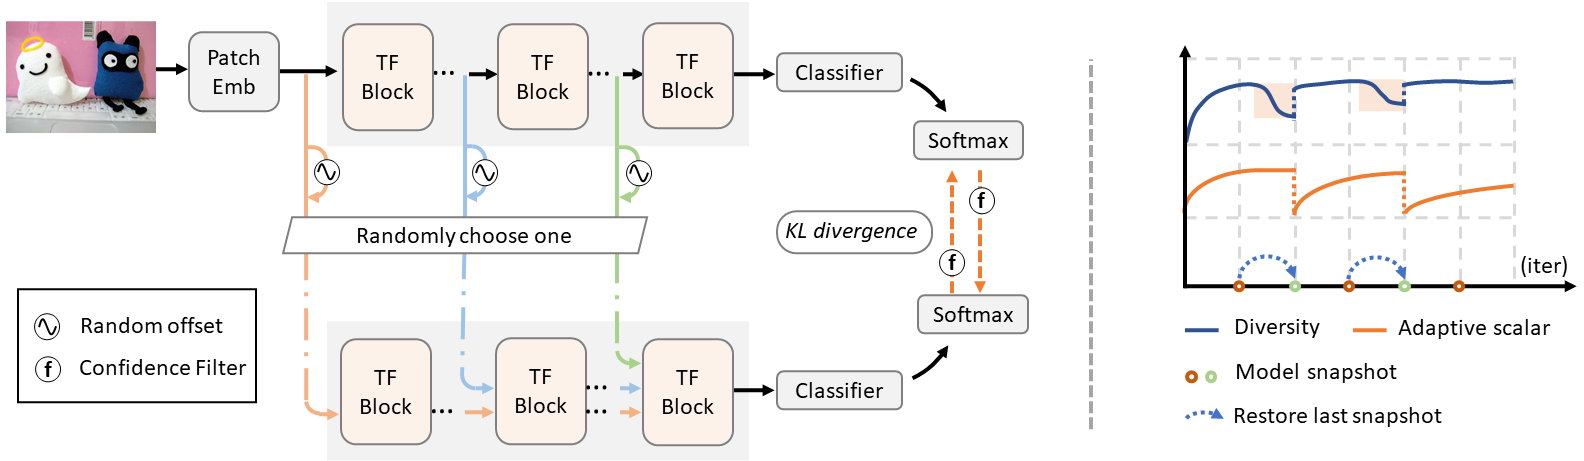 Patch
Emb
TF
Block
...
TF
Block
...
TF
Block
Classifier
Softmax
Randomly choose one
KL divergence
f
f
Softmax
Random offset
f
Confidence Filter
TF
Block
...
TF
Block
...
...
TF
Block
Classifier
(iter)
Diversity
Adaptive scalar
Model snapshot
Restore last snapshot